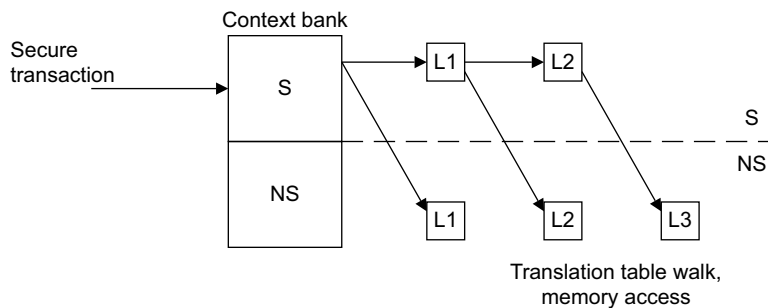 Context bank
Secure
transaction
S
L1
L2
S
NS
NS
L1
L2
L3
Translation table walk,
memory access